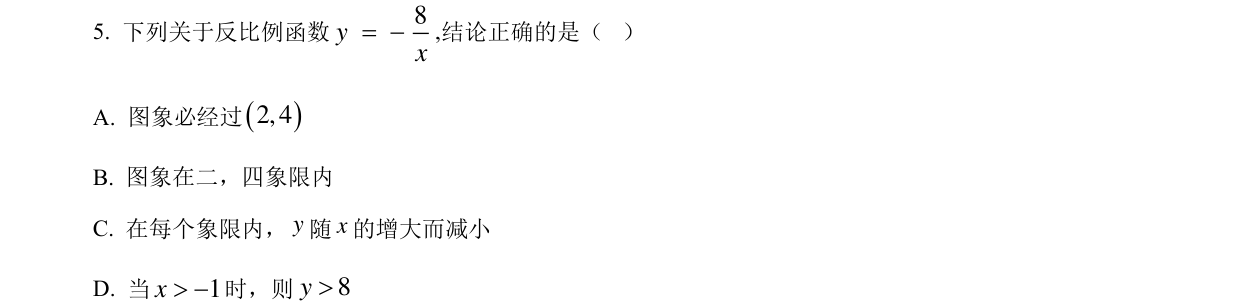 5. 下列关于反比例函数 y = −8/x ,结论正确的是（ ）
A. 图象必经过(2,4)
B. 图象在二，四象限内
C. 在每个象限内， y 随 x 的增大而减小
D. 当 x > −1 时，则 y > 8